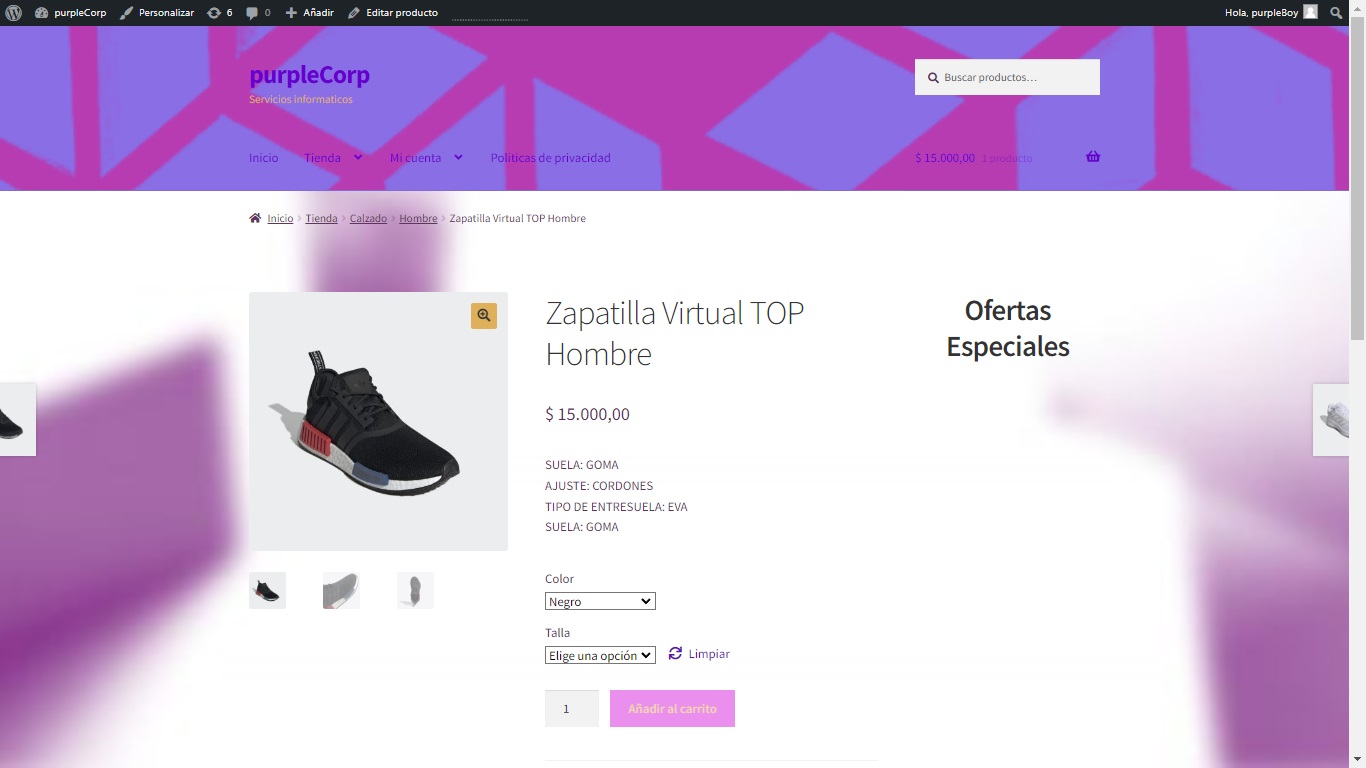 purpleCorp Personalizar 6 0 Añadir Editar producto Hola, purpleBoy
purpleCorp
Servicios informaticos
Buscar productos…
Inicio Tienda Mi cuenta Politicas de privacidad $ 15.000,00 1 producto
Inicio Tienda Calzado Hombre Zapatilla Virtual TOP Hombre
Zapatilla Virtual TOP
Hombre
$ 15.000,00
SUELA: GOMA
AJUSTE: CORDONES
TIPO DE ENTRESUELA: EVA
SUELA: GOMA
Color
Negro
Talla
Elige una opción Limpiar
1 Añadir al carrito
Ofertas
Especiales